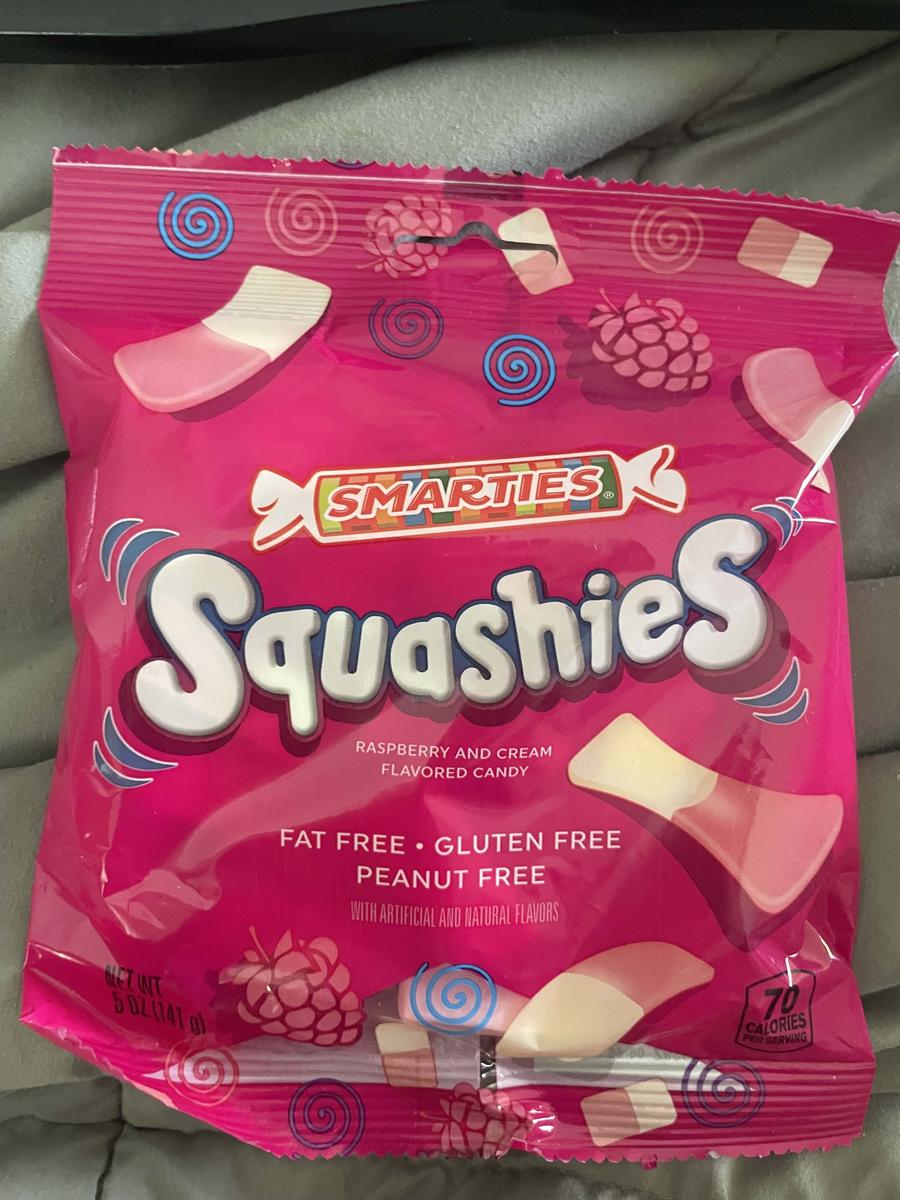 SMARTIES®
Squashies
RASPBERRY AND CREAM
FLAVORED CANDY
FAT FREE • GLUTEN FREE
PEANUT FREE
WITH ARTIFICIAL AND NATURAL FLAVORS
NET WT
5 OZ (141 g)
70
CALORIES
PER SERVING